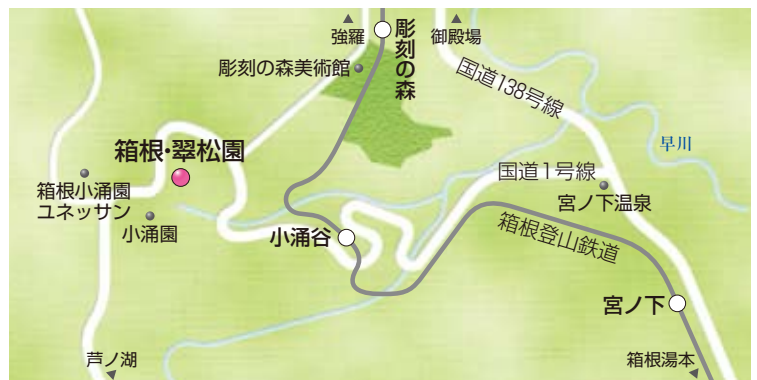 強羅
彫刻の森
御殿場
彫刻の森美術館
国道138号線
早川
箱根・翠松園
国道1号線
箱根小涌園
ユネッサン
小涌園
宮ノ下温泉
小涌谷
箱根登山鉄道
宮ノ下
芦ノ湖
箱根湯本